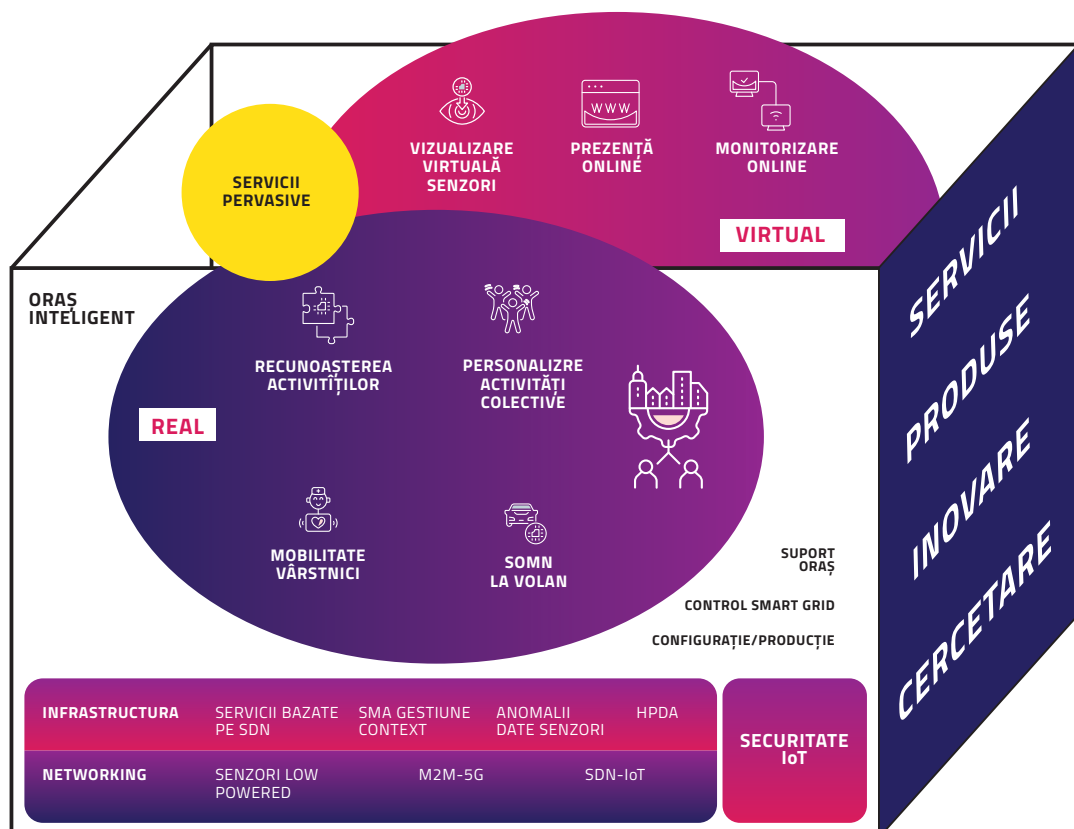 VIZUALIZARE
VIRTUALĂ
SENZORI
WWW
PREZENȚĂ
ONLINE
MONITORIZARE
ONLINE
SERVICII
PERVASIVE
VIRTUAL
ORAȘ
INTELIGENT
RECUNOAȘTEREA
ACTIVITÎȚILOR
PERSONALIZRE
ACTIVITĂȚI
COLECTIVE
REAL
MOBILITATE
VÂRSTNICI
SOMN
LA VOLAN
SUPORT
ORAȘ
CONTROL SMART GRID
CONFIGURAȚIE/PRODUCȚIE
SERVICII
PRODUSE
INOVARE
CERCETARE
INFRASTRUCTURA
SERVICII BAZATE
PE SDN
SMA GESTIUNE
CONTEXT
ANOMALII
DATE SENZORI
HPDA
NETWORKING
SENZORI LOW
POWERED
M2M-5G
SDN-IoT
SECURITATE
IoT